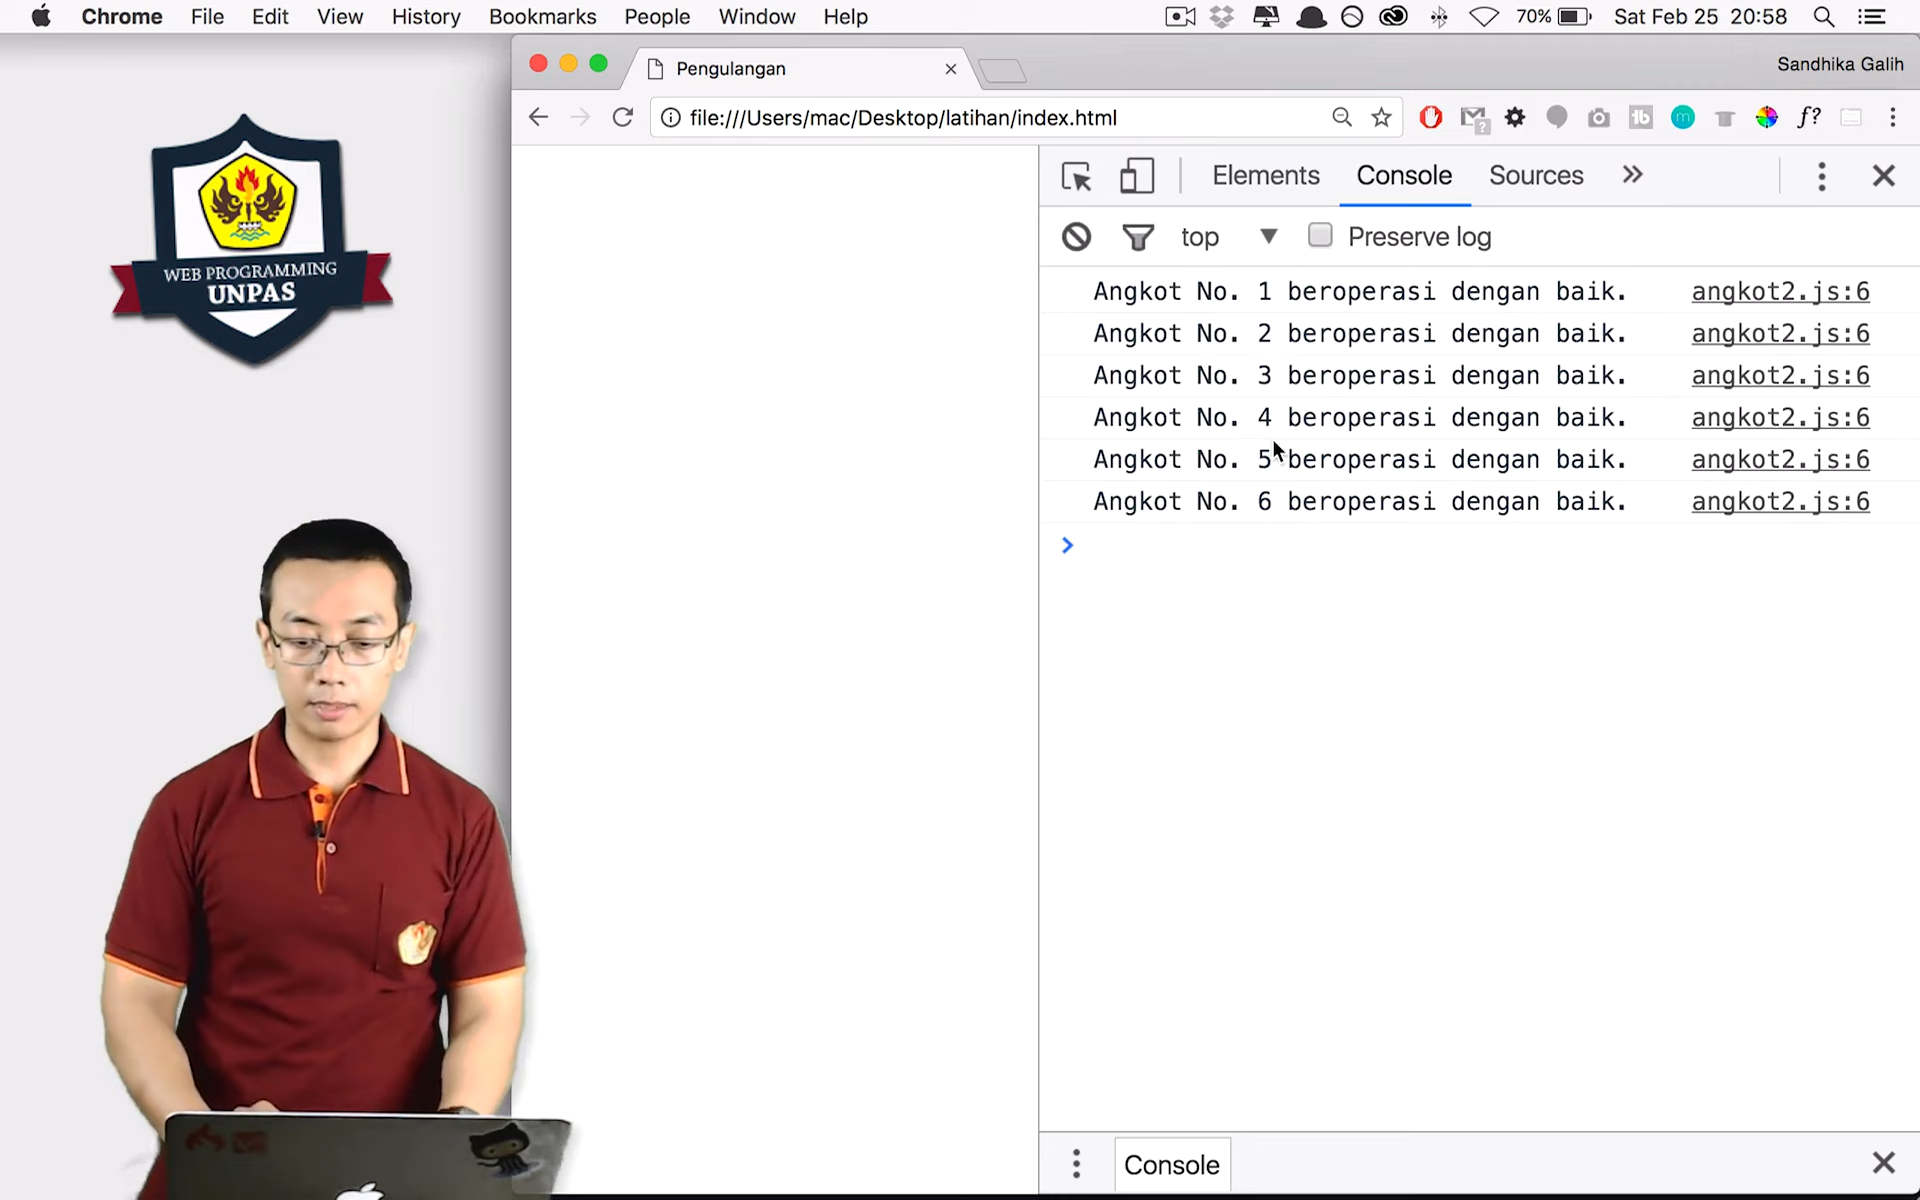 Chrome File Edit View History Bookmarks People Window Help 70% Sat Feb 25 20:58
Pengulangan
Sandhika Galih
file:///Users/mac/Desktop/latihan/index.html
f?
WEB PROGRAMMING
UNPAS
Elements Console Sources
top Preserve log
Angkot No. 1 beroperasi dengan baik. angkot2.js:6
Angkot No. 2 beroperasi dengan baik. angkot2.js:6
Angkot No. 3 beroperasi dengan baik. angkot2.js:6
Angkot No. 4 beroperasi dengan baik. angkot2.js:6
Angkot No. 5 beroperasi dengan baik. angkot2.js:6
Angkot No. 6 beroperasi dengan baik. angkot2.js:6
Console